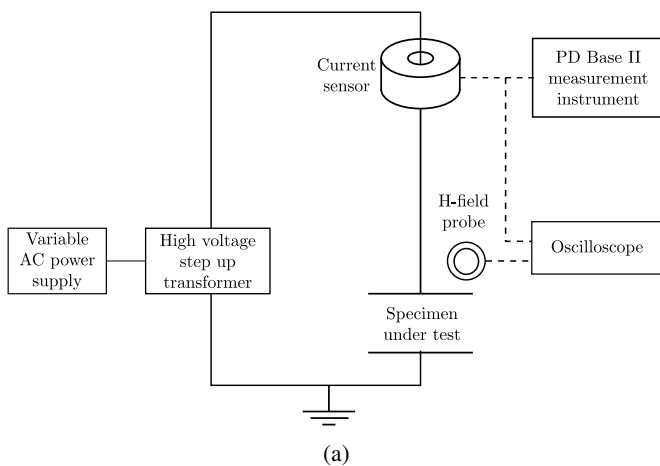 Current
sensor
PD Base II
measurement
instrument
H-field
probe
Variable
AC power
supply
High voltage
step up
transformer
Oscilloscope
Specimen
under test
(a)